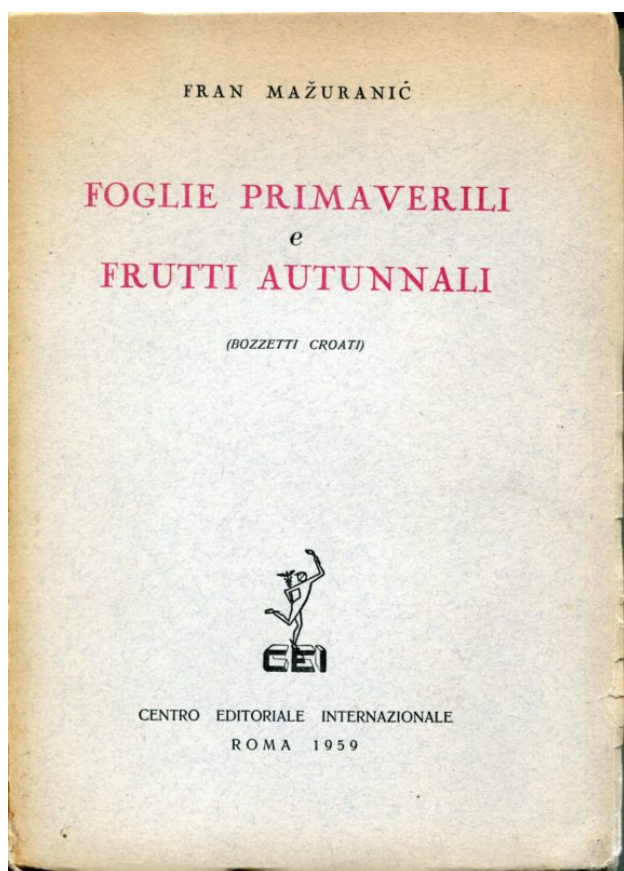 FRAN MAŽURANIĆ
FOGLIE PRIMAVERILI
e
FRUTTI AUTUNNALI
(BOZZETTI CROATI)
CEI
CENTRO EDITORIALE INTERNAZIONALE
ROMA 1959